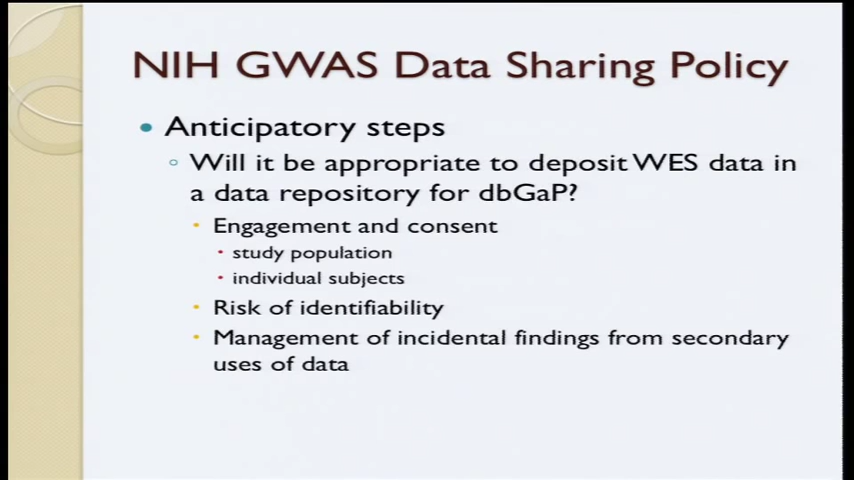 NIH GWAS Data Sharing Policy
Anticipatory steps
Will it be appropriate to deposit WES data in
a data repository for dbGaP?
Engagement and consent
study population
individual subjects
Risk of identifiability
Management of incidental findings from secondary
uses of data